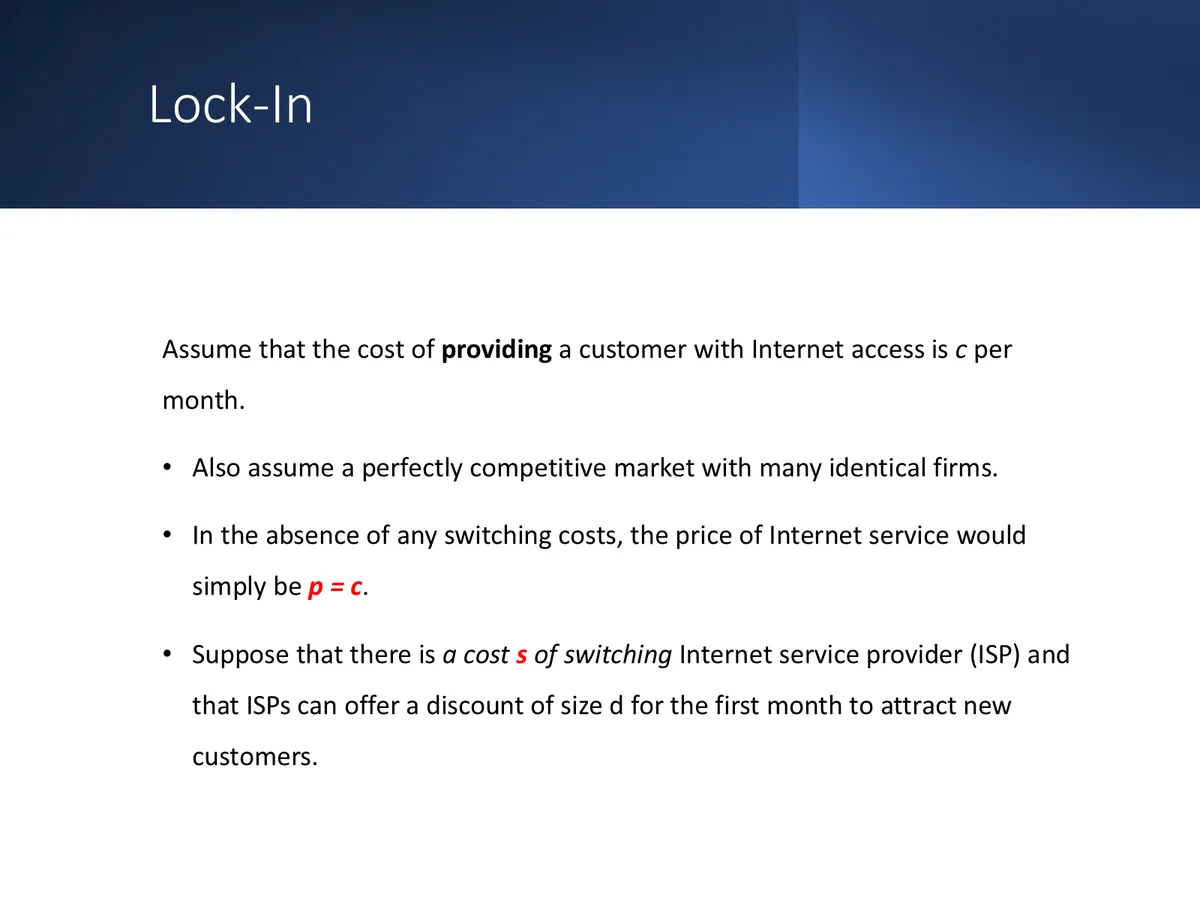 Lock-In
Assume that the cost of providing a customer with Internet access is c per
month.
• Also assume a perfectly competitive market with many identical firms.
• In the absence of any switching costs, the price of Internet service would
simply be p = c.
• Suppose that there is a cost s of switching Internet service provider (ISP) and
that ISPs can offer a discount of size d for the first month to attract new
customers.